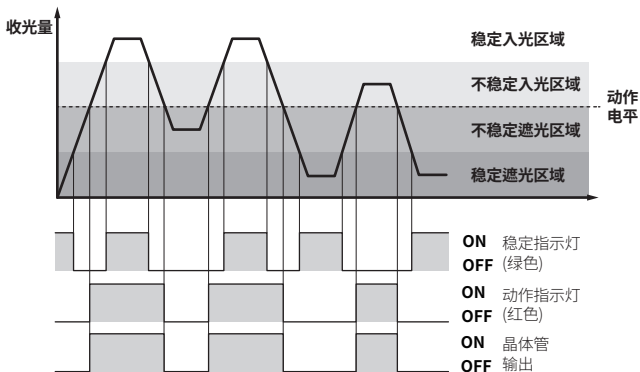 收光量
稳定入光区域
不稳定入光区域
动作
电平
不稳定遮光区域
稳定遮光区域
ON 稳定指示灯
OFF (绿色)
ON 动作指示灯
OFF (红色)
ON 晶体管
OFF 输出